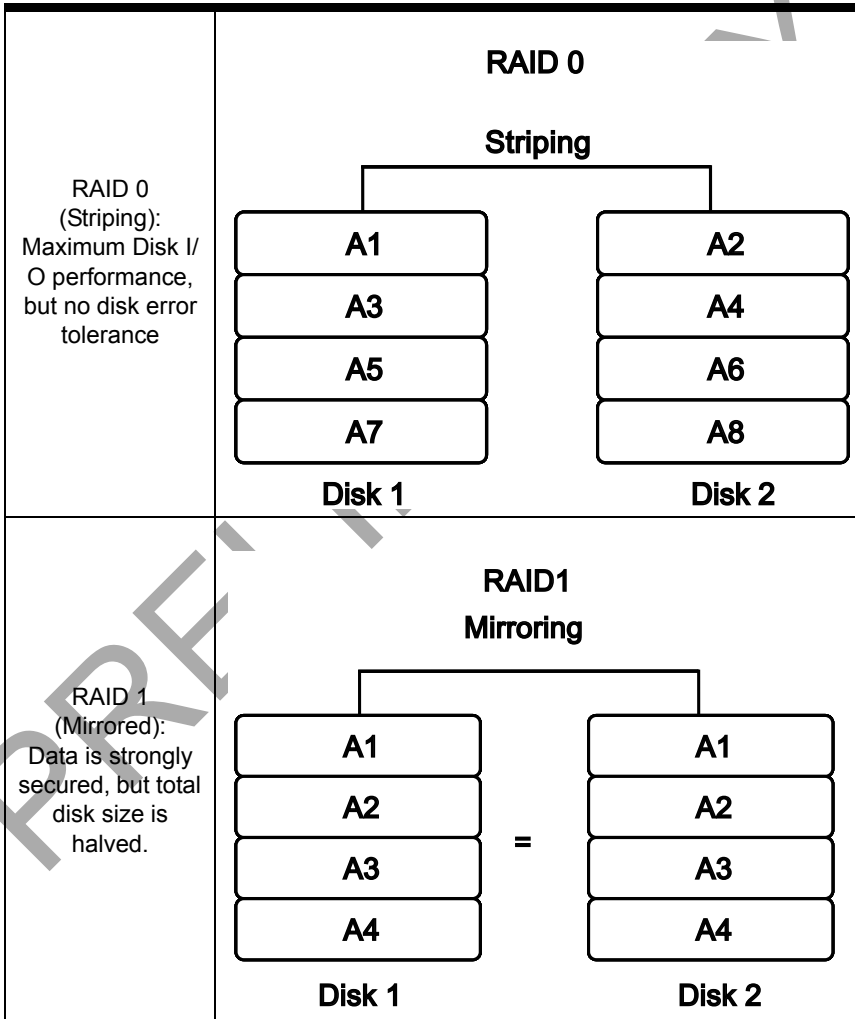 RAID 0
(Striping):
Maximum Disk I/
O performance,
but no disk error
tolerance
RAID 0
Striping
A1 A2
A3 A4
A5 A6
A7 A8
Disk 1 Disk 2
RAID 1
(Mirrored):
Data is strongly
secured, but total
disk size is
halved.
RAID1
Mirroring
A1 A1
A2 A2
=
A3 A3
A4 A4
Disk 1 Disk 2